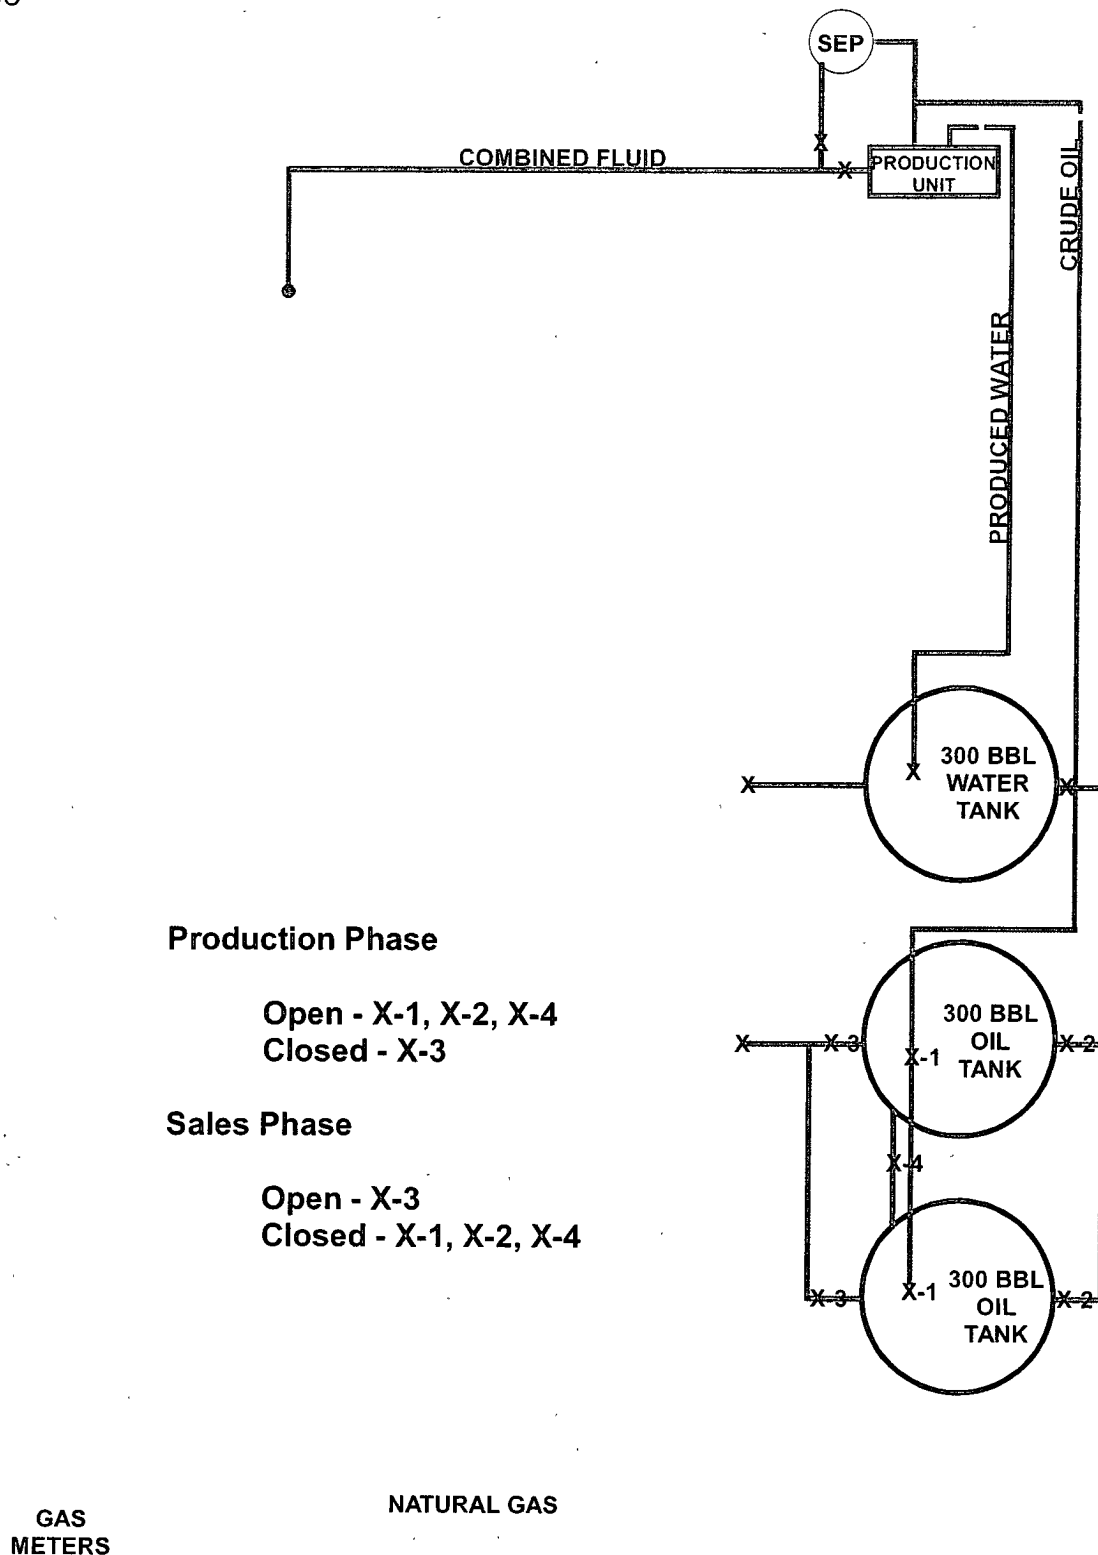 SEP
COMBINED FLUID
PRODUCTION
UNIT
CRUDE OIL
PRODUCED WATER
X
X
300 BBL
WATER
TANK
X
X
X
X
Production Phase
Open - X-1, X-2, X-4
Closed - X-3
X
X-3
X-1
300 BBL
OIL
TANK
X-2
Sales Phase
X-4
Open - X-3
Closed - X-1, X-2, X-4
X-3
X-1
300 BBL
OIL
TANK
X-2
NATURAL GAS
GAS
METERS